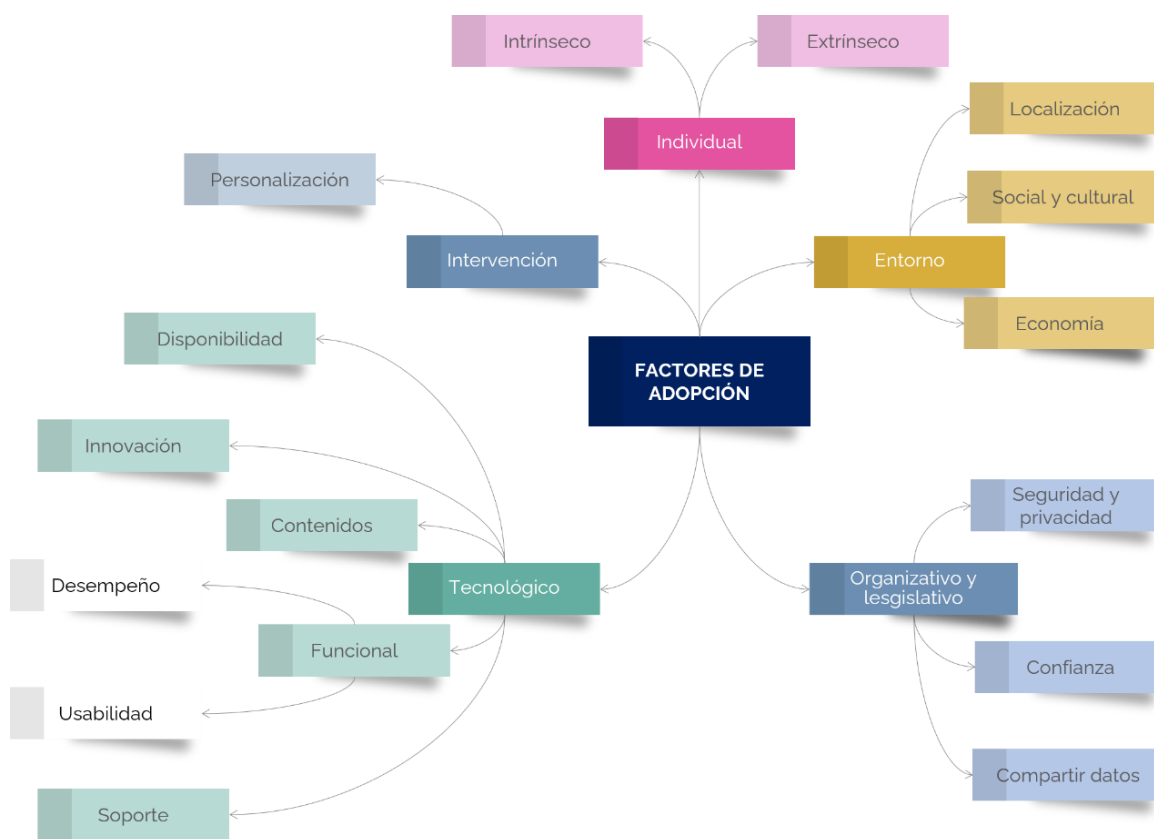 Intrínseco
Extrínseco
Localización
Individual
Personalización
Social y cultural
Intervención
Entorno
Disponibilidad
Economía
FACTORES DE
ADOPCIÓN
Innovación
Contenidos
Seguridad y
privacidad
Desempeño
Tecnológico
Organizativo y
lesgislativo
Funcional
Confianza
Usabilidad
Compartir datos
Soporte